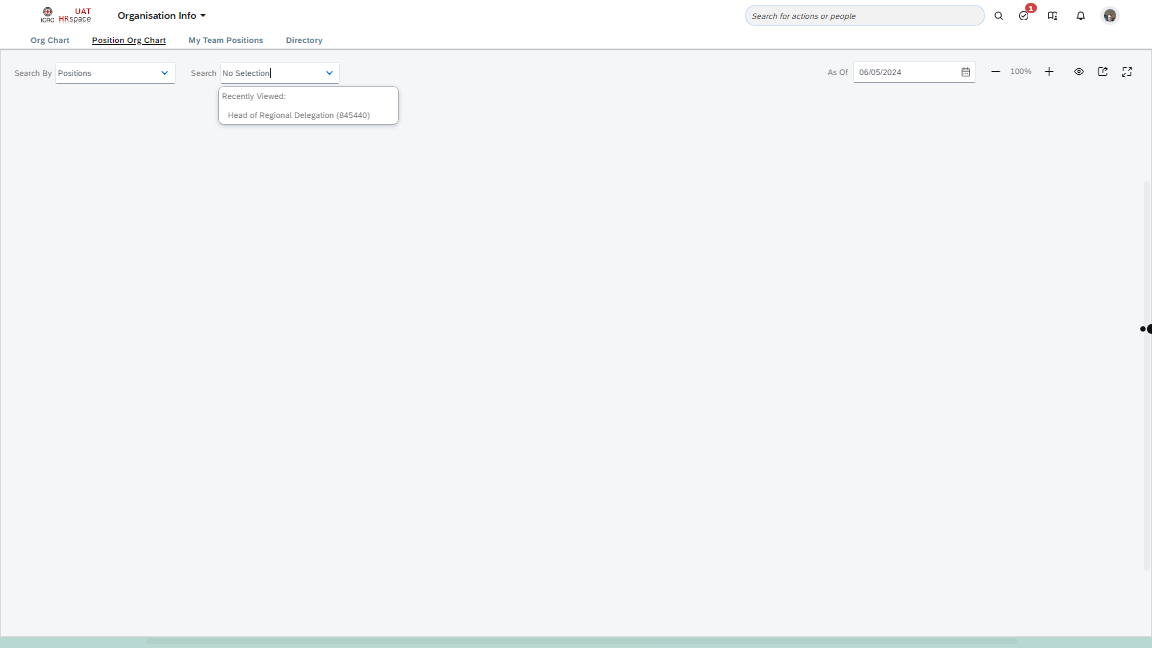 ICRC
UAT
HRspace
Organisation Info
Search for actions or people
1
Org Chart
Position Org Chart
My Team Positions
Directory
Search By
Positions
Search
No Selection
As Of
06/05/2024
100%
Recently Viewed:
Head of Regional Delegation (845440)